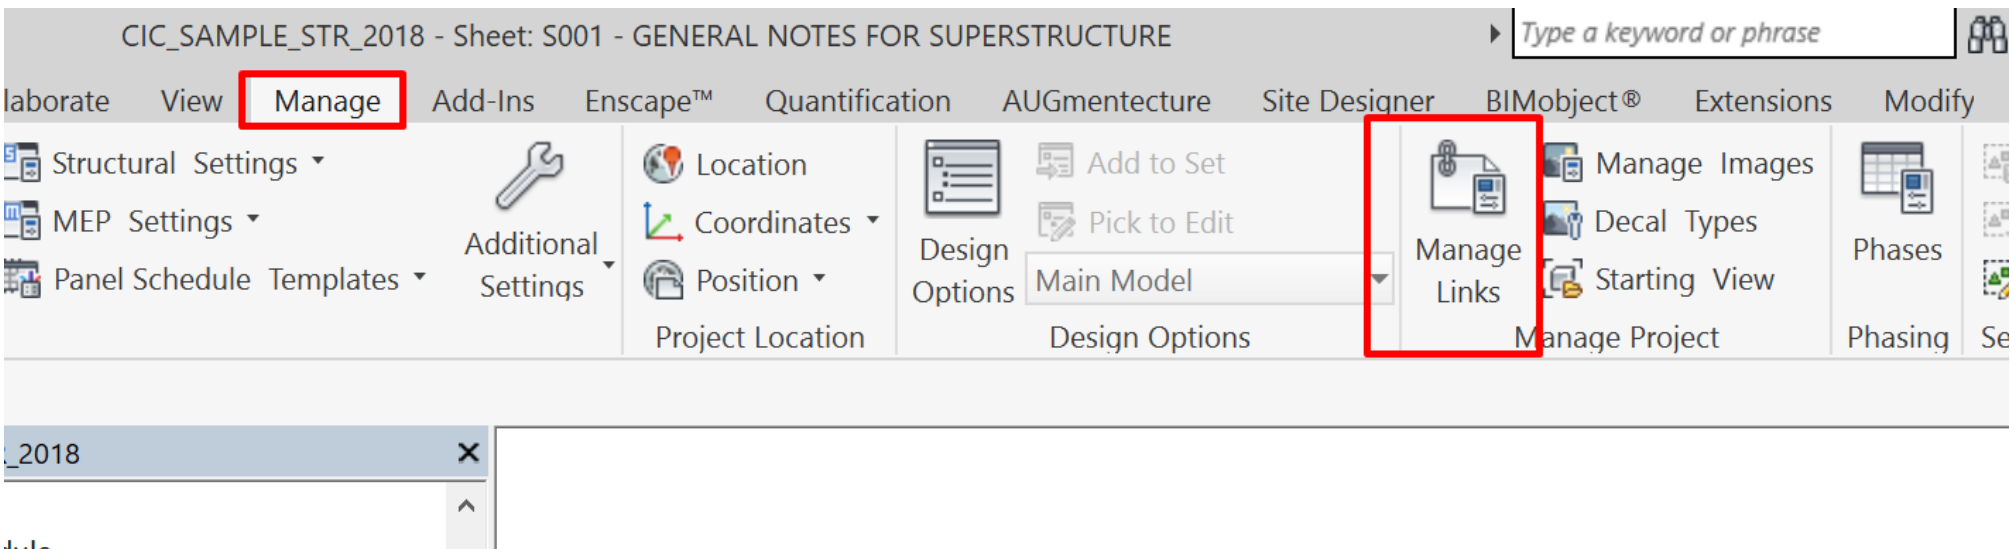 CIC_SAMPLE_STR_2018 - Sheet: S001 - GENERAL NOTES FOR SUPERSTRUCTURE
Type a keyword or phrase
laborate View Manage Add-Ins Enscape™ Quantification AUGmentecture Site Designer BIMobject® Extensions Modify
Structural Settings
MEP Settings
Panel Schedule Templates
Additional
Settings
Location
Coordinates
Position
Project Location
Design
Options
Add to Set
Pick to Edit
Main Model
Design Options
Manage
Links
Manage Images
Decal Types
Starting View
Manage Project
Phases
Phasing
Se
_2018